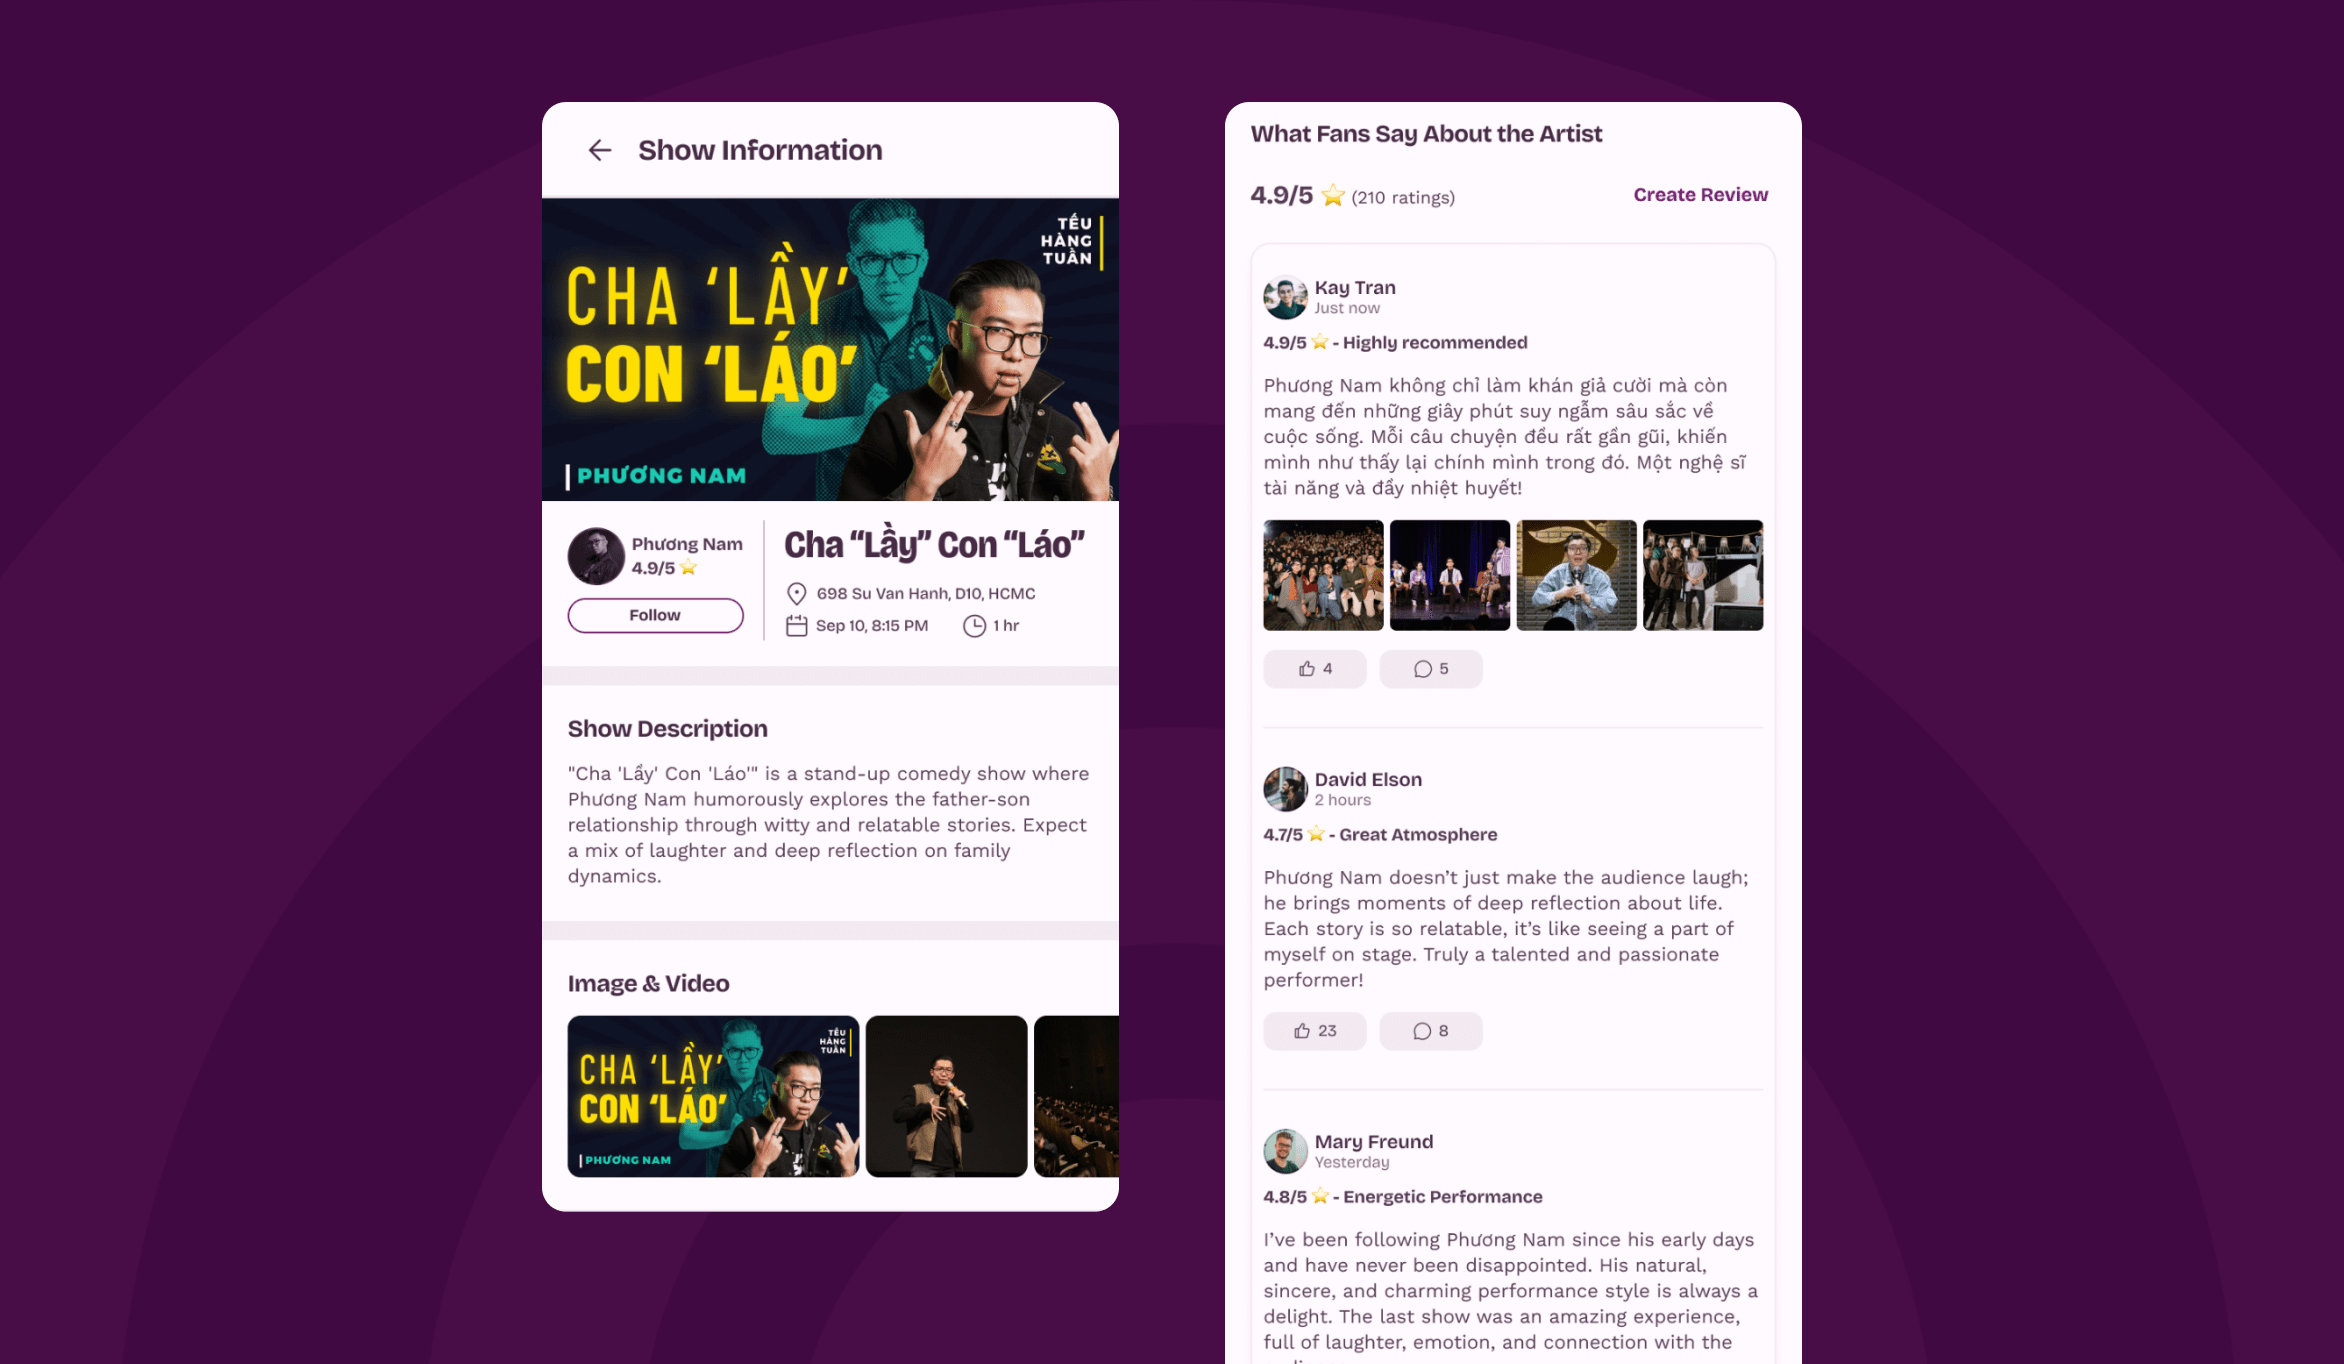 Show Information
TẾU
HÀNG
TUẦN
CHA ‘LẦY’
CON ‘LÁO’
PHƯƠNG NAM
Phương Nam
4.9/5
Follow
Cha “Lầy” Con “Láo”
698 Su Van Hanh, D10, HCMC
Sep 10, 8:15 PM
1 hr
Show Description
"Cha 'Lầy' Con 'Láo'" is a stand-up comedy show where
Phương Nam humorously explores the father-son
relationship through witty and relatable stories. Expect
a mix of laughter and deep reflection on family
dynamics.
Image & Video
TẾU
HÀNG
TUẦN
CHA ‘LẦY’
CON ‘LÁO’
PHƯƠNG NAM
What Fans Say About the Artist
4.9/5 ⭐ (210 ratings)
Create Review
Kay Tran
Just now
4.9/5 ⭐ - Highly recommended
Phương Nam không chỉ làm khán giả cười mà còn
mang đến những giây phút suy ngẫm sâu sắc về
cuộc sống. Mỗi câu chuyện đều rất gần gũi, khiến
mình như thấy lại chính mình trong đó. Một nghệ sĩ
tài năng và đầy nhiệt huyết!
4
5
David Elson
2 hours
4.7/5 ⭐ - Great Atmosphere
Phương Nam doesn’t just make the audience laugh;
he brings moments of deep reflection about life.
Each story is so relatable, it’s like seeing a part of
myself on stage. Truly a talented and passionate
performer!
23
8
Mary Freund
Yesterday
4.8/5 ⭐ - Energetic Performance
I’ve been following Phương Nam since his early days
and have never been disappointed. His natural,
sincere, and charming performance style is always a
delight. The last show was an amazing experience,
full of laughter, emotion, and connection with the